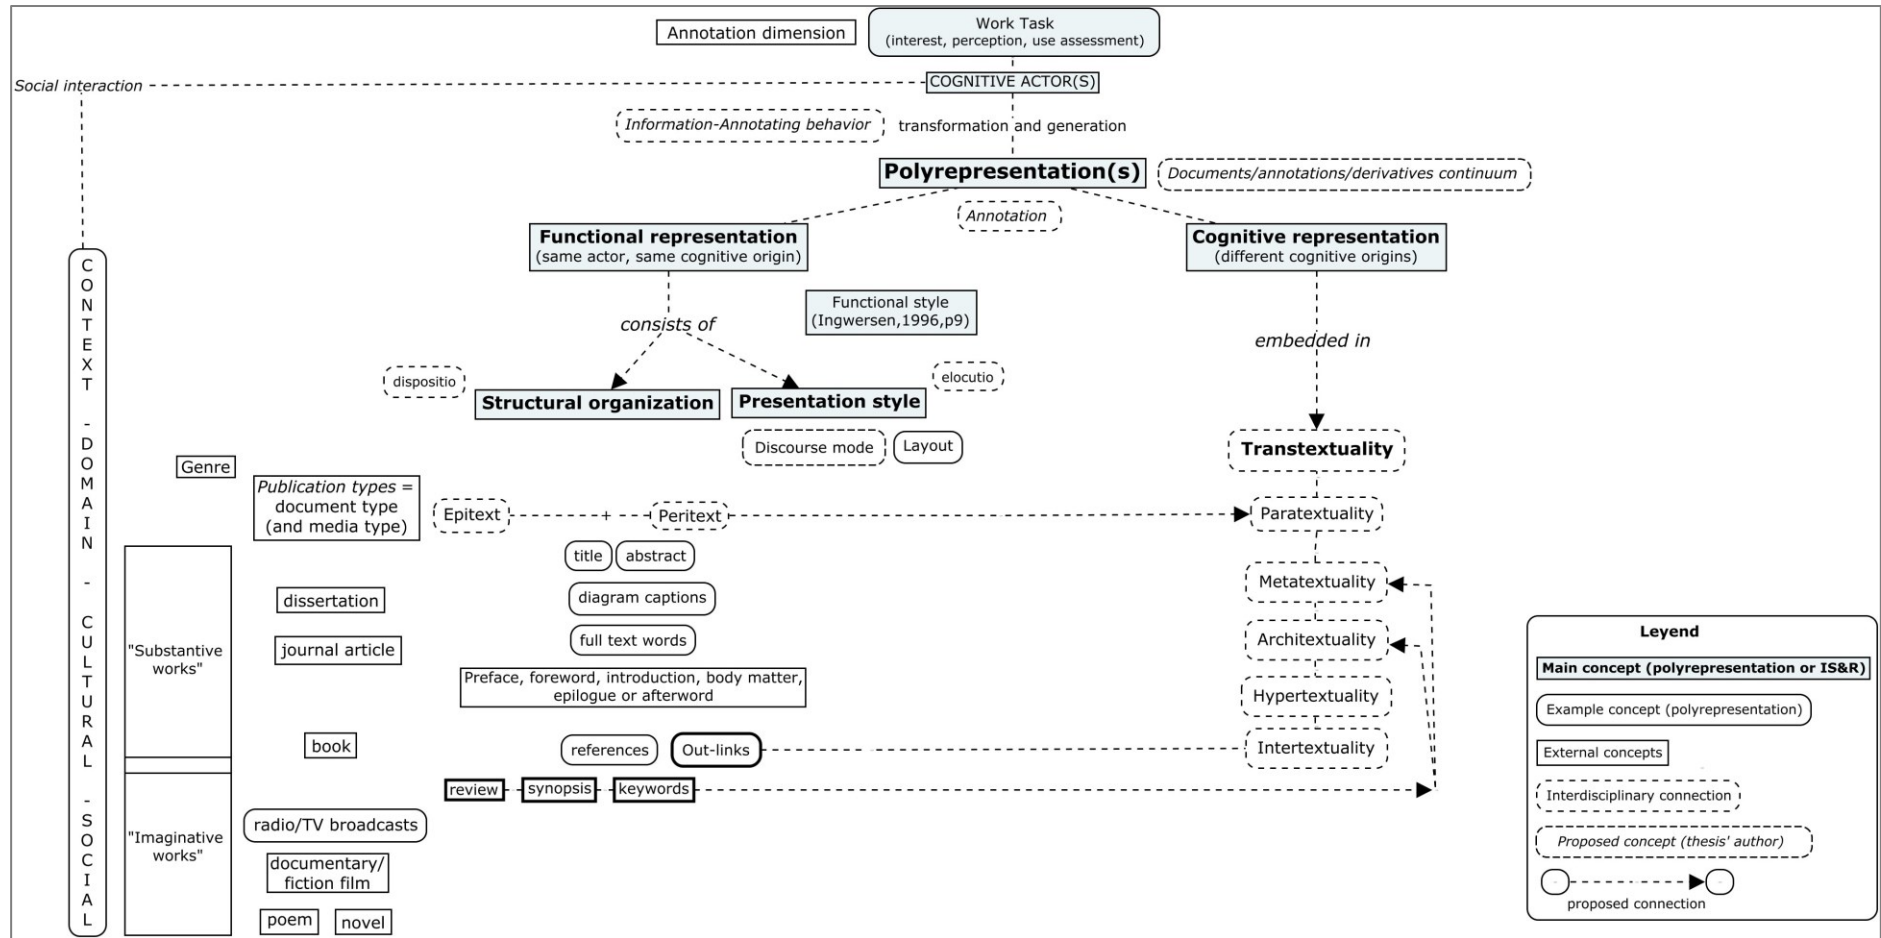 Annotation dimension
Work Task
(interest, perception, use assessment)
Social interaction
COGNITIVE ACTOR(S)
Information-Annotating behavior
transformation and generation
Polyrepresentation(s)
Documents/annotations/derivatives continuum
Annotation
Functional representation
(same actor, same cognitive origin)
Cognitive representation
(different cognitive origins)
CONTEXT - DOMAIN - CULTURAL - SOCIAL
Functional style
(Ingwersen,1996,p9)
consists of
embedded in
dispositio
elocutio
Structural organization
Presentation style
Discourse mode
Layout
Transtextuality
Genre
Publication types =
document type
(and media type)
Epitext
+
Peritext
Paratextuality
title
abstract
Metatextuality
dissertation
diagram captions
"Substantive
works"
journal article
full text words
Architextuality
Preface, foreword, introduction, body matter,
epilogue or afterword
Hypertextuality
book
references
Out-links
Intertextuality
review
synopsis
keywords
"Imaginative
works"
radio/TV broadcasts
documentary/
fiction film
poem
novel
Leyend
Main concept (polyrepresentation or IS&R)
Example concept (polyrepresentation)
External concepts
Interdisciplinary connection
Proposed concept (thesis' author)
proposed connection